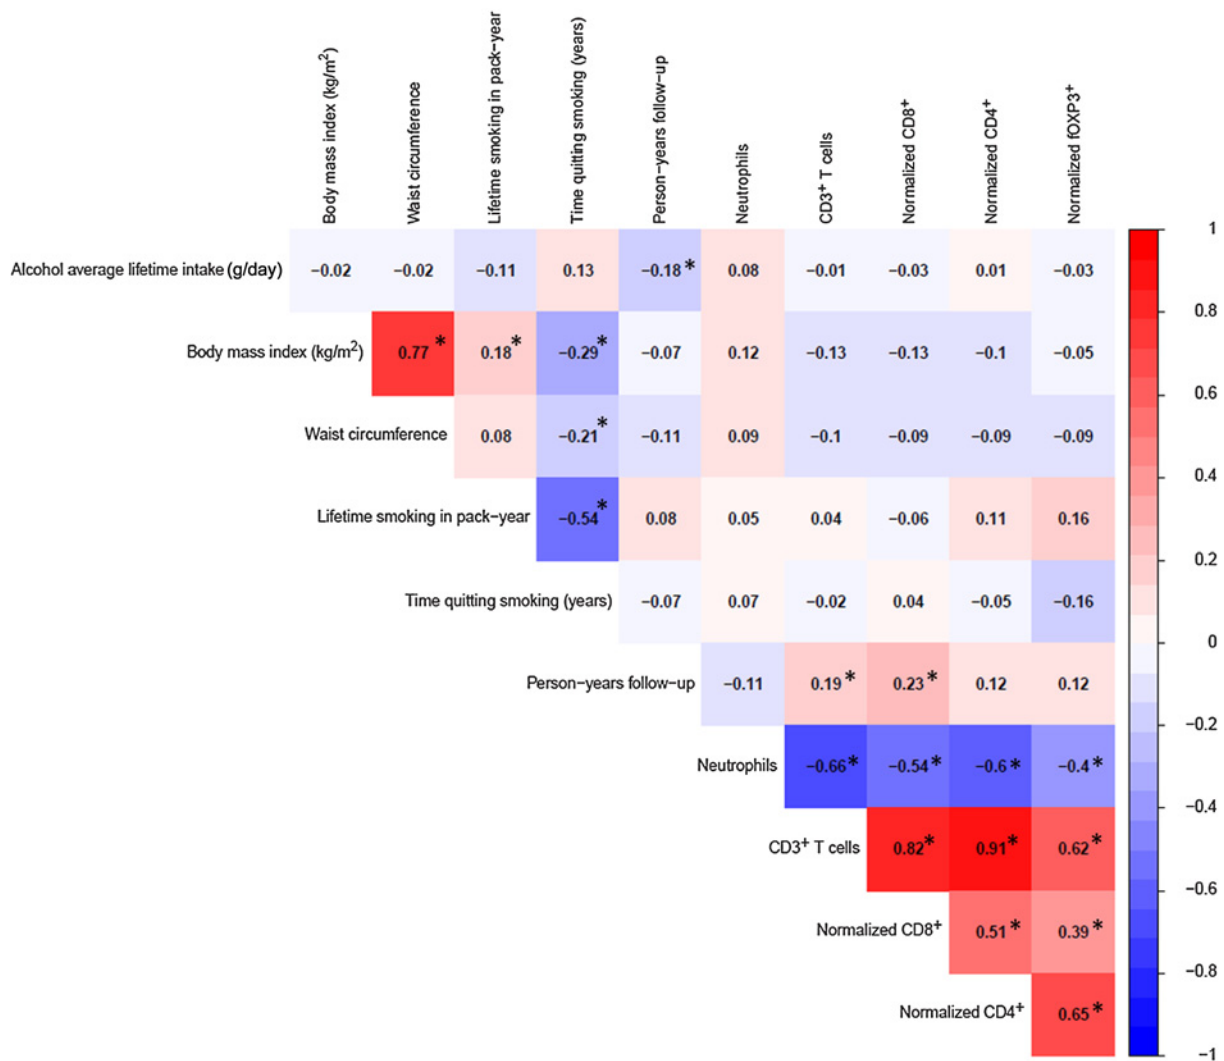 Body mass index (kg/m²)
Waist circumference
Lifetime smoking in pack−year
Time quitting smoking (years)
Person−years follow−up
Neutrophils
CD3⁺ T cells
Normalized CD8⁺
Normalized CD4⁺
Normalized fOXP3⁺
Alcohol average lifetime intake (g/day) −0.02 −0.02 −0.11 0.13 −0.18 * 0.08 −0.01 −0.03 0.01 −0.03
Body mass index (kg/m²) 0.77 * 0.18 * −0.29 * −0.07 0.12 −0.13 −0.13 −0.1 −0.05
Waist circumference 0.08 −0.21 * −0.11 0.09 −0.1 −0.09 −0.09 −0.09
Lifetime smoking in pack−year −0.54 * 0.08 0.05 0.04 −0.06 0.11 0.16
Time quitting smoking (years) −0.07 0.07 −0.02 0.04 −0.05 −0.16
Person−years follow−up −0.11 0.19 * 0.23 * 0.12 0.12
Neutrophils −0.66 * −0.54 * −0.6 * −0.4 *
CD3⁺ T cells 0.82 * 0.91 * 0.62 *
Normalized CD8⁺ 0.51 * 0.39 *
Normalized CD4⁺ 0.65 *
1
0.8
0.6
0.4
0.2
0
−0.2
−0.4
−0.6
−0.8
−1